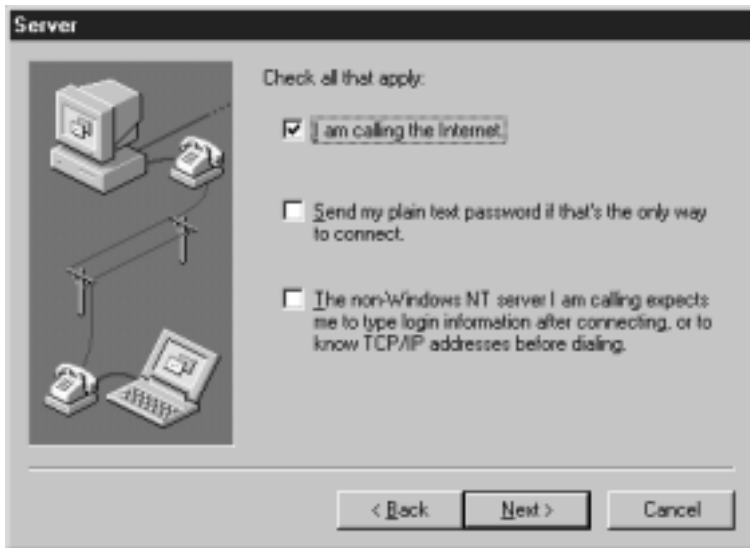 Server
Check all that apply:
I am calling the Internet.
Send my plain text password if that's the only way
to connect.
The non-Windows NT server I am calling expects
me to type login information after connecting, or to
know TCP/IP addresses before dialing.
< Back
Next >
Cancel